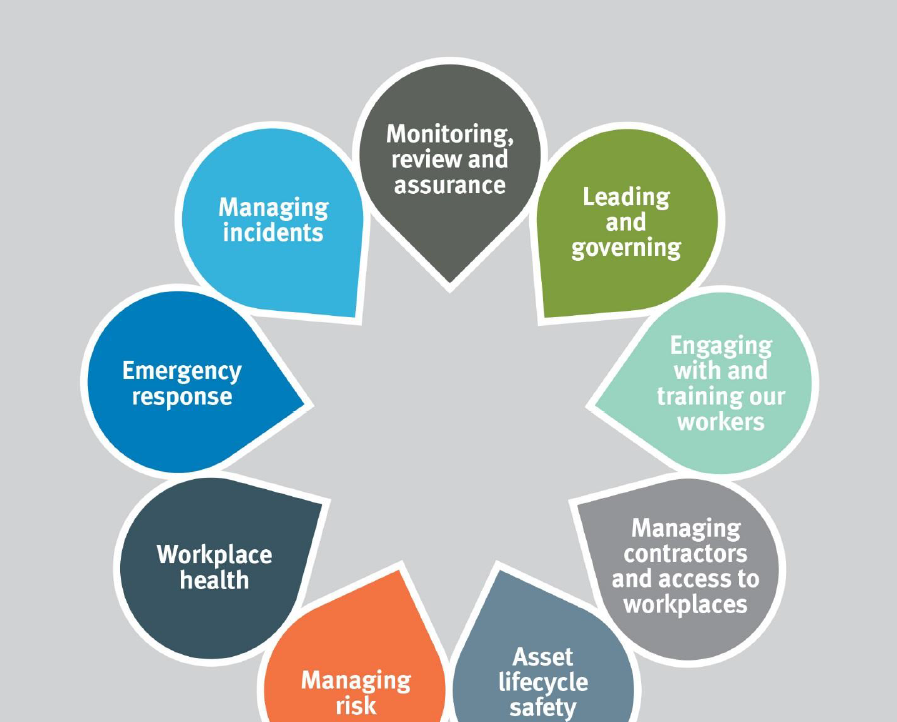 Monitoring,
review and
assurance
Leading
and
governing
Engaging
with and
training our
workers
Managing
contractors
and access to
workplaces
Asset
lifecycle
safety
Managing
risk
Workplace
health
Emergency
response
Managing
incidents